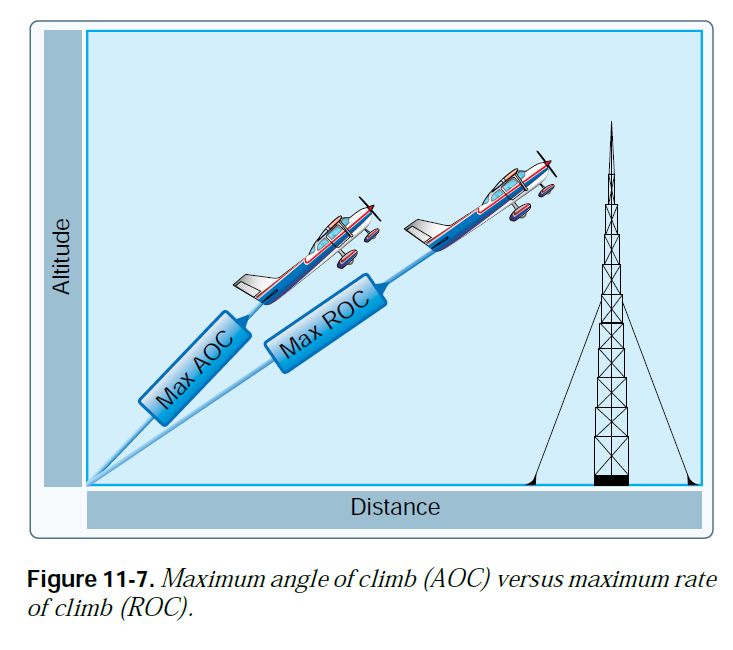 Altitude
Max AOC
Max ROC
Distance
Figure 11-7. Maximum angle of climb (AOC) versus maximum rate
of climb (ROC).